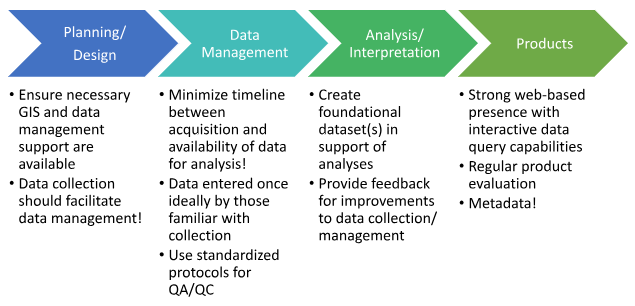 Planning/
Design
Data
Management
Analysis/
Interpretation
Products
• Ensure necessary
GIS and data
management
support are
available
• Data collection
should facilitate
data management!
• Minimize timeline
between
acquisition and
availability of data
for analysis!
• Data entered once
ideally by those
familiar with
collection
• Use standardized
protocols for
QA/QC
• Create
foundational
dataset(s) in
support of
analyses
• Provide feedback
for improvements
to data collection/
management
• Strong web-based
presence with
interactive data
query capabilities
• Regular product
evaluation
• Metadata!